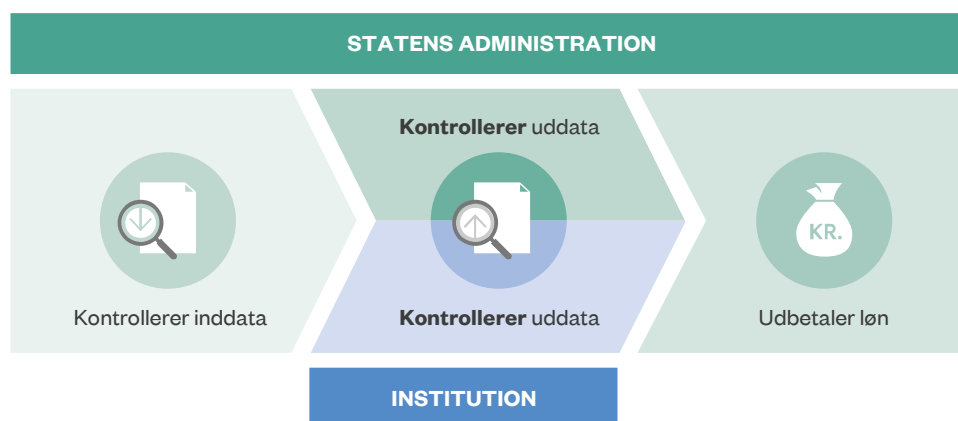 STATENS ADMINISTRATION
Kontrollerer uddata
KR.
Kontrollerer inddata
Kontrollerer uddata
Udbetaler løn
INSTITUTION